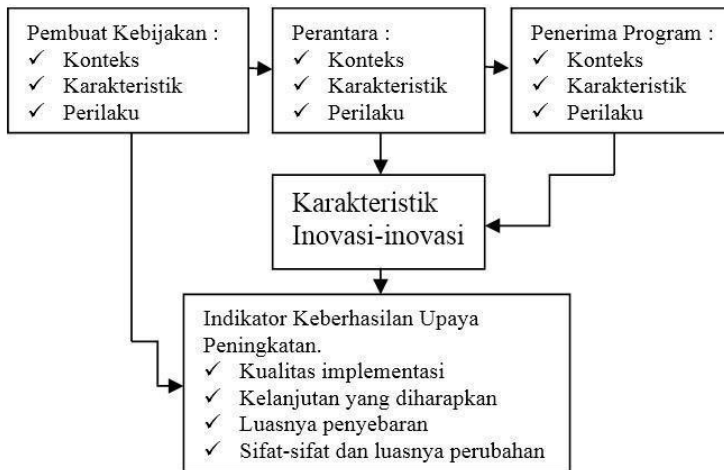 Pembuat Kebijakan :
✓ Konteks
✓ Karakteristik
✓ Perilaku
Perantara :
✓ Konteks
✓ Karakteristik
✓ Perilaku
Penerima Program :
✓ Konteks
✓ Karakteristik
✓ Perilaku
Karakteristik
Inovasi-inovasi
Indikator Keberhasilan Upaya
Peningkatan.
✓ Kualitas implementasi
✓ Kelanjutan yang diharapkan
✓ Luasnya penyebaran
✓ Sifat-sifat dan luasnya perubahan